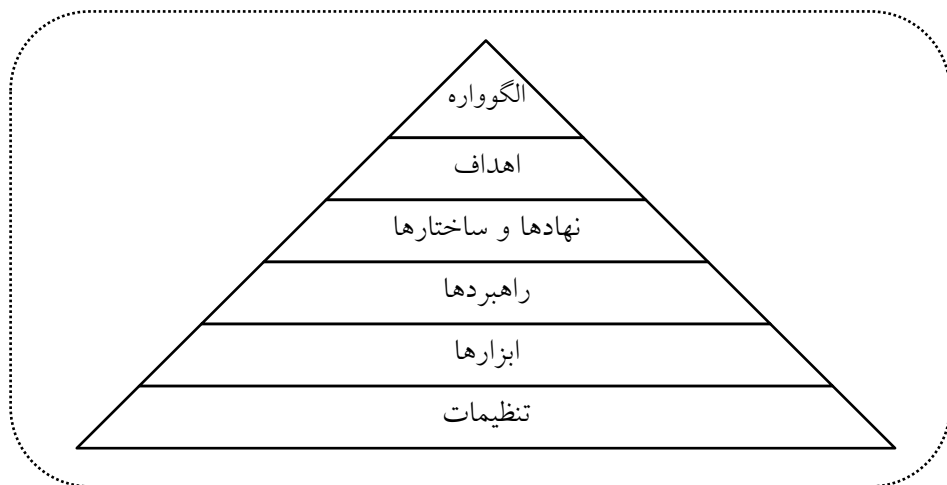 الگوواره
اهداف
نهادها و ساختارها
راهبردها
ابزارها
تنظیمات